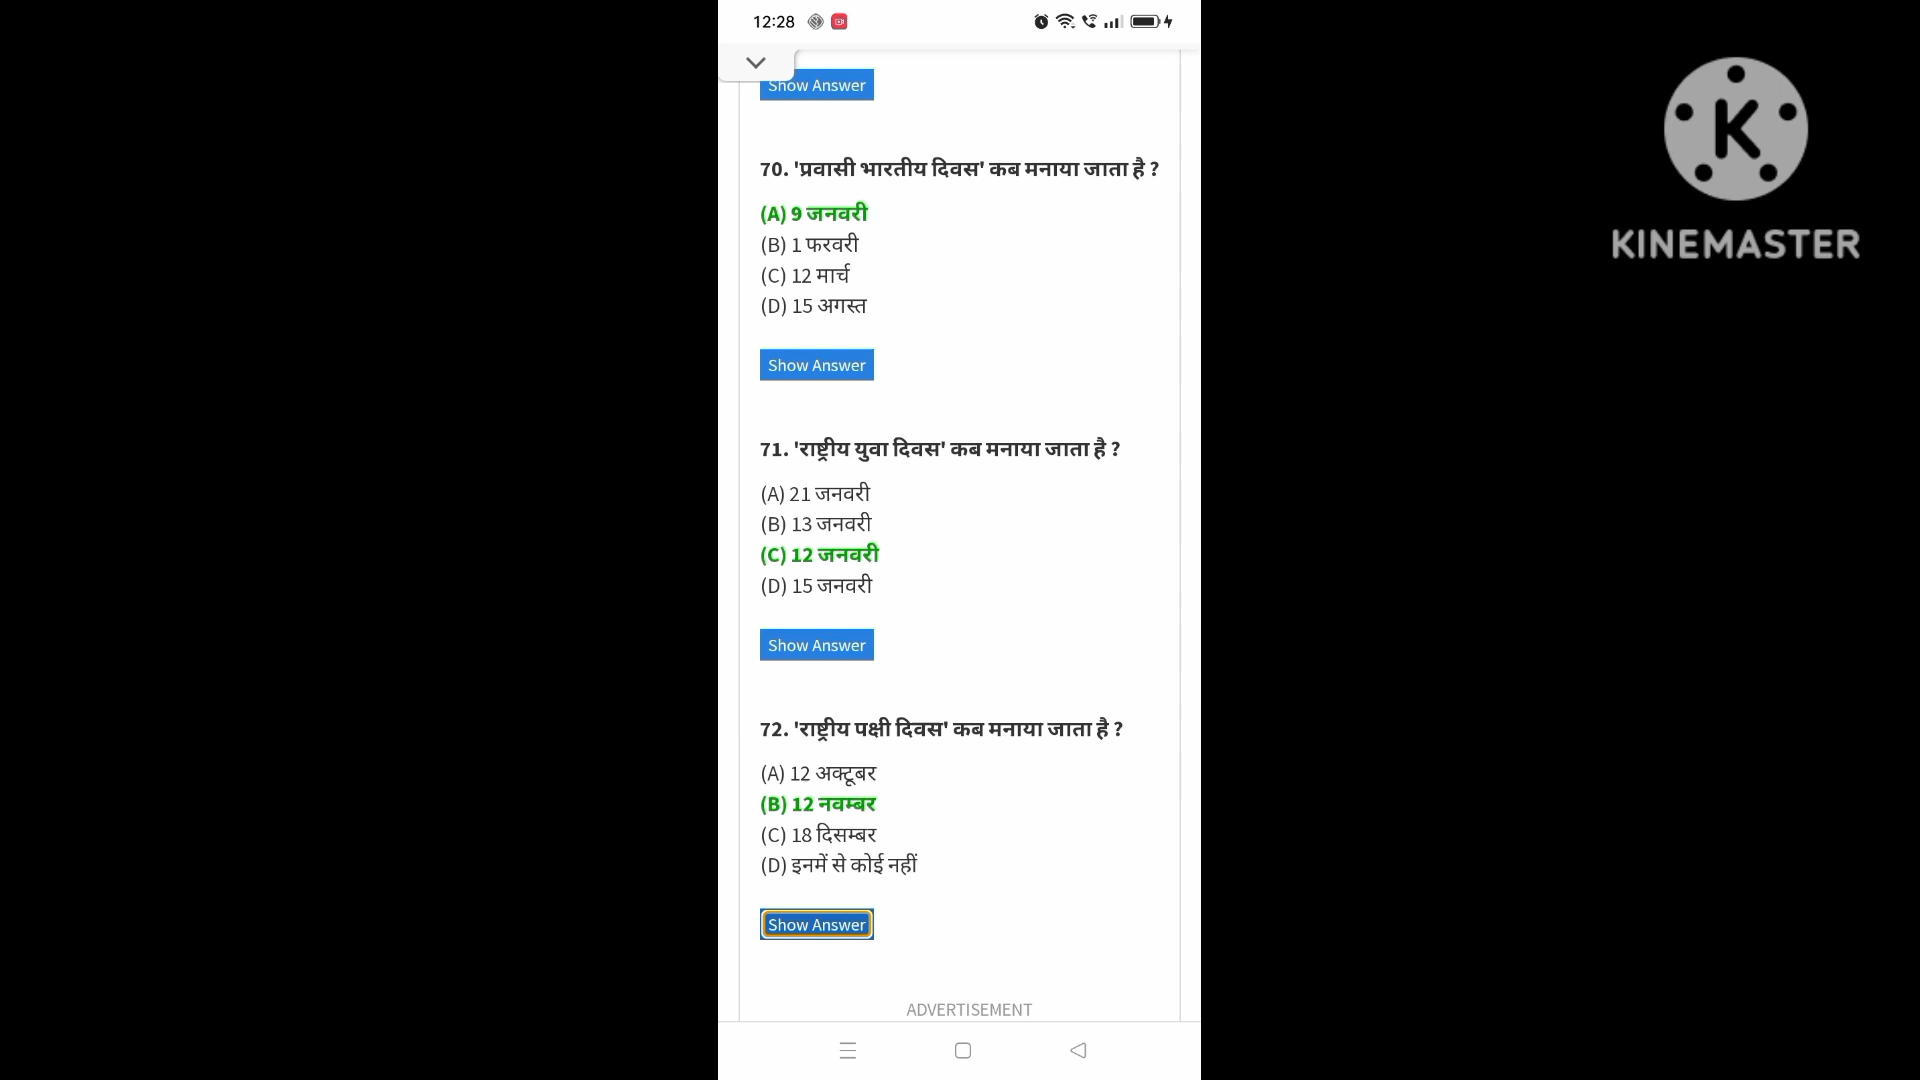 12:28
Show Answer
70. 'प्रवासी भारतीय दिवस' कब मनाया जाता है ?
(A) 9 जनवरी
(B) 1 फरवरी
(C) 12 मार्च
(D) 15 अगस्त
Show Answer
71. 'राष्ट्रीय युवा दिवस' कब मनाया जाता है ?
(A) 21 जनवरी
(B) 13 जनवरी
(C) 12 जनवरी
(D) 15 जनवरी
Show Answer
72. 'राष्ट्रीय पक्षी दिवस' कब मनाया जाता है ?
(A) 12 अक्टूबर
(B) 12 नवम्बर
(C) 18 दिसम्बर
(D) इनमें से कोई नहीं
Show Answer
ADVERTISEMENT
K
KINEMASTER